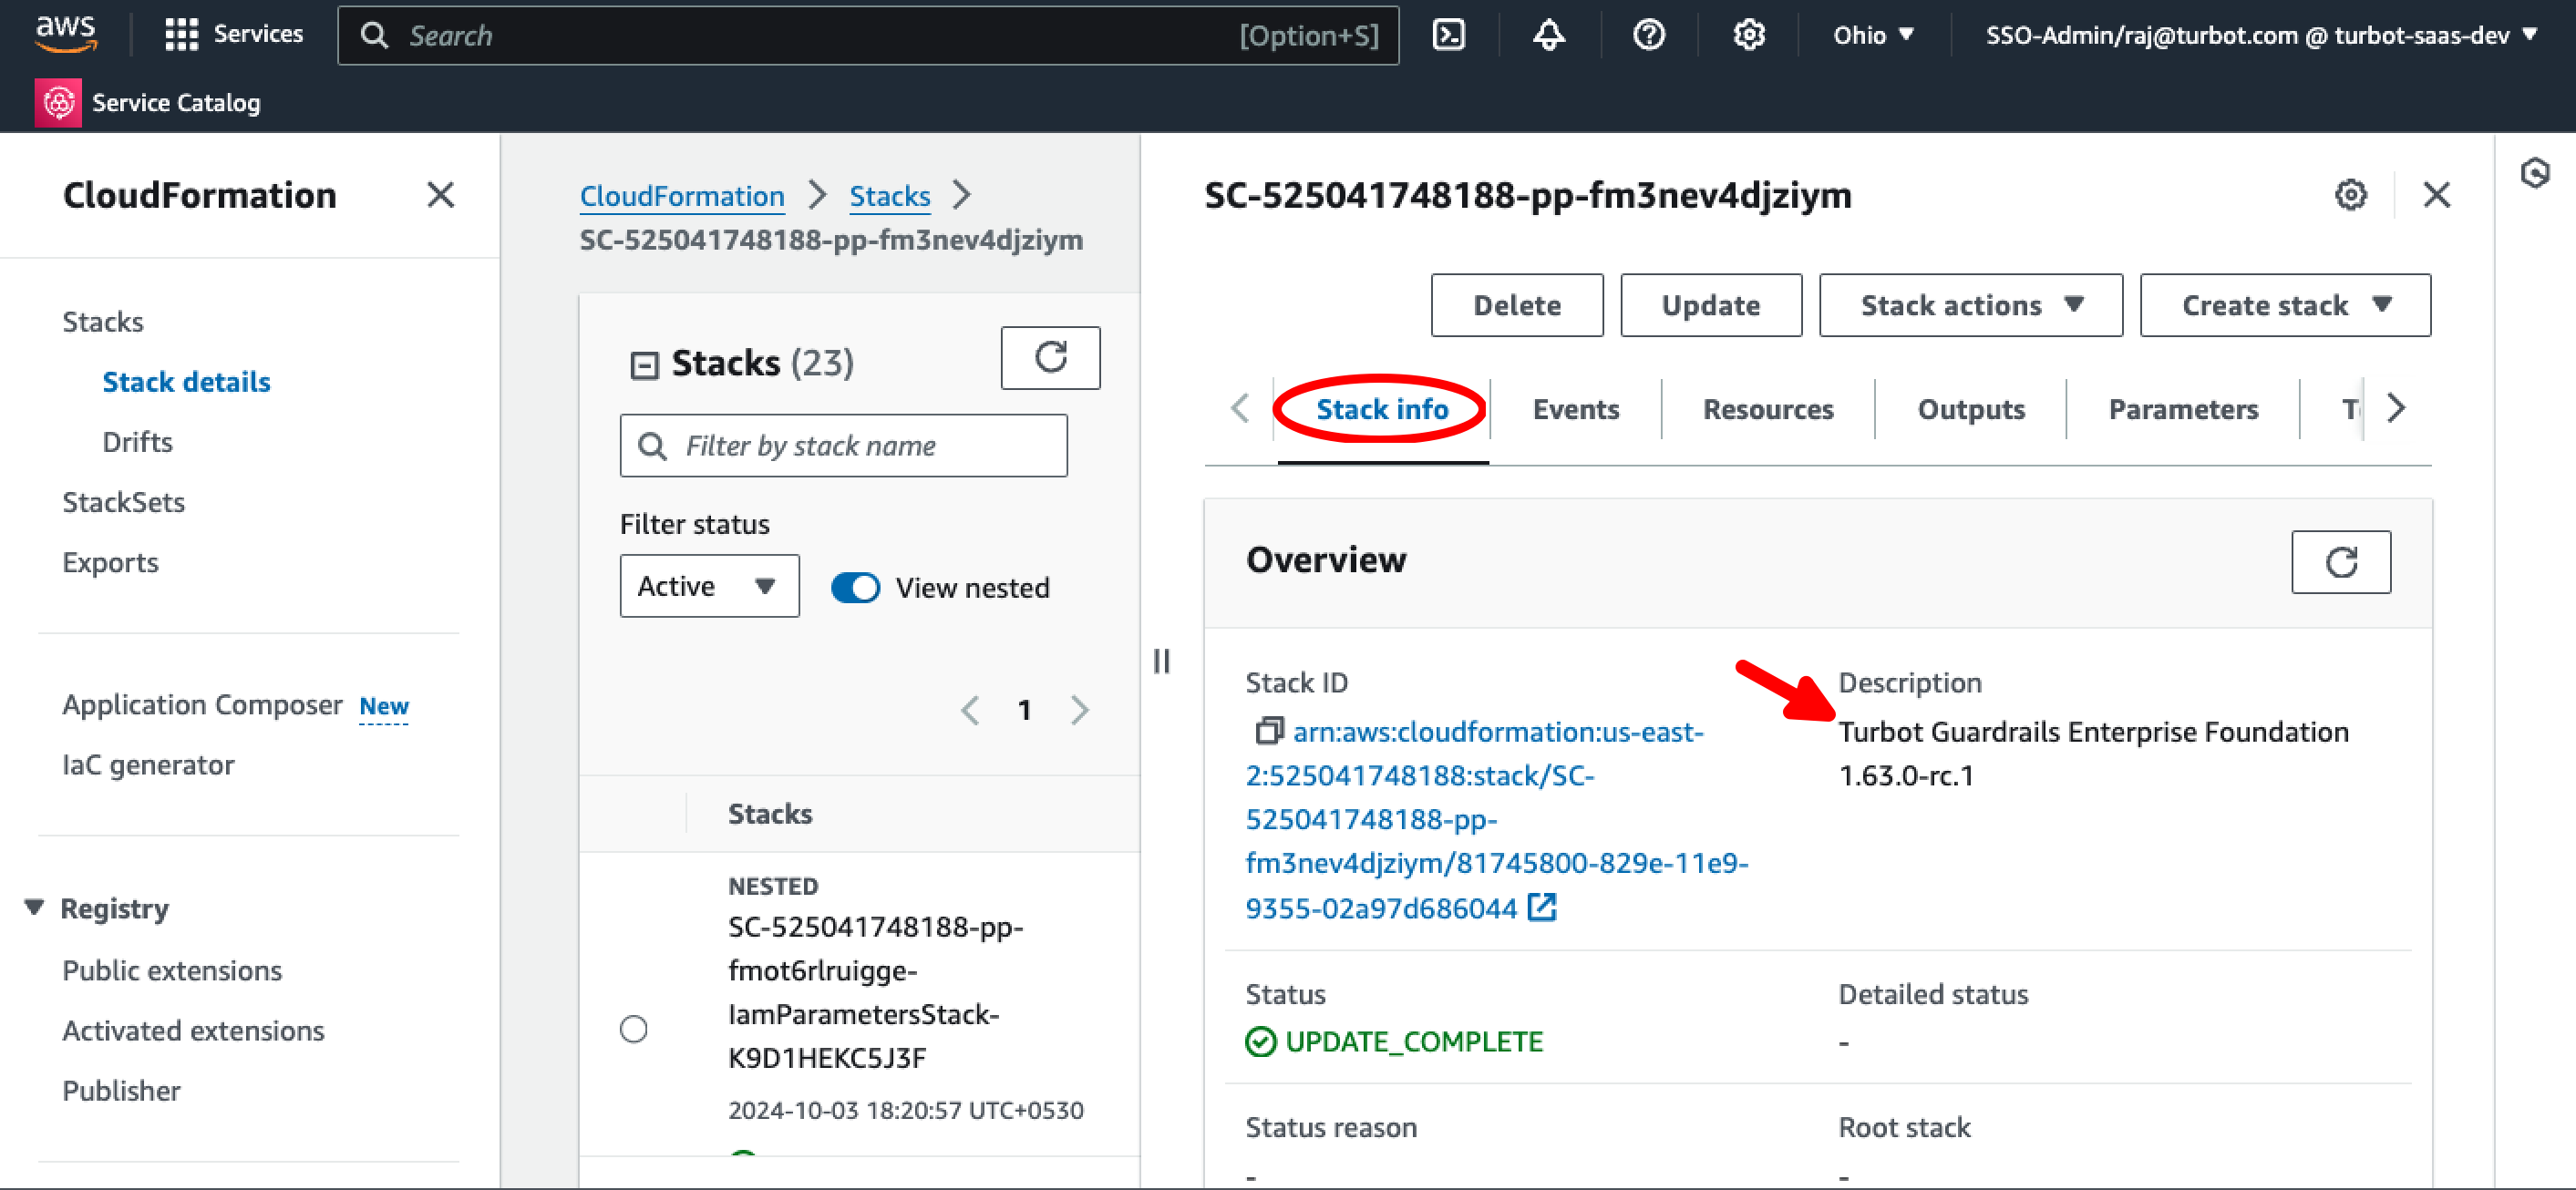 aws
Services
Search
[Option+S]
Ohio
SSO-Admin/raj@turbot.com @ turbot-saas-dev
Service Catalog
CloudFormation
Stacks
Stack details
Drifts
StackSets
Exports
Application Composer New
IaC generator
Registry
Public extensions
Activated extensions
Publisher
CloudFormation
Stacks
SC-525041748188-pp-fm3nev4djziym
Stacks (23)
Filter by stack name
Filter status
Active
View nested
1
Stacks
NESTED
SC-525041748188-pp-
fmot6rlruigge-
IamParametersStack-
K9D1HEKC5J3F
2024-10-03 18:20:57 UTC+0530
SC-525041748188-pp-fm3nev4djziym
Delete
Update
Stack actions
Create stack
Stack info
Events
Resources
Outputs
Parameters
Overview
Stack ID
arn:aws:cloudformation:us-east-
2:525041748188:stack/SC-
525041748188-pp-
fm3nev4djziym/81745800-829e-11e9-
9355-02a97d686044
Description
Turbot Guardrails Enterprise Foundation
1.63.0-rc.1
Status
UPDATE_COMPLETE
Detailed status
-
Status reason
-
Root stack
-